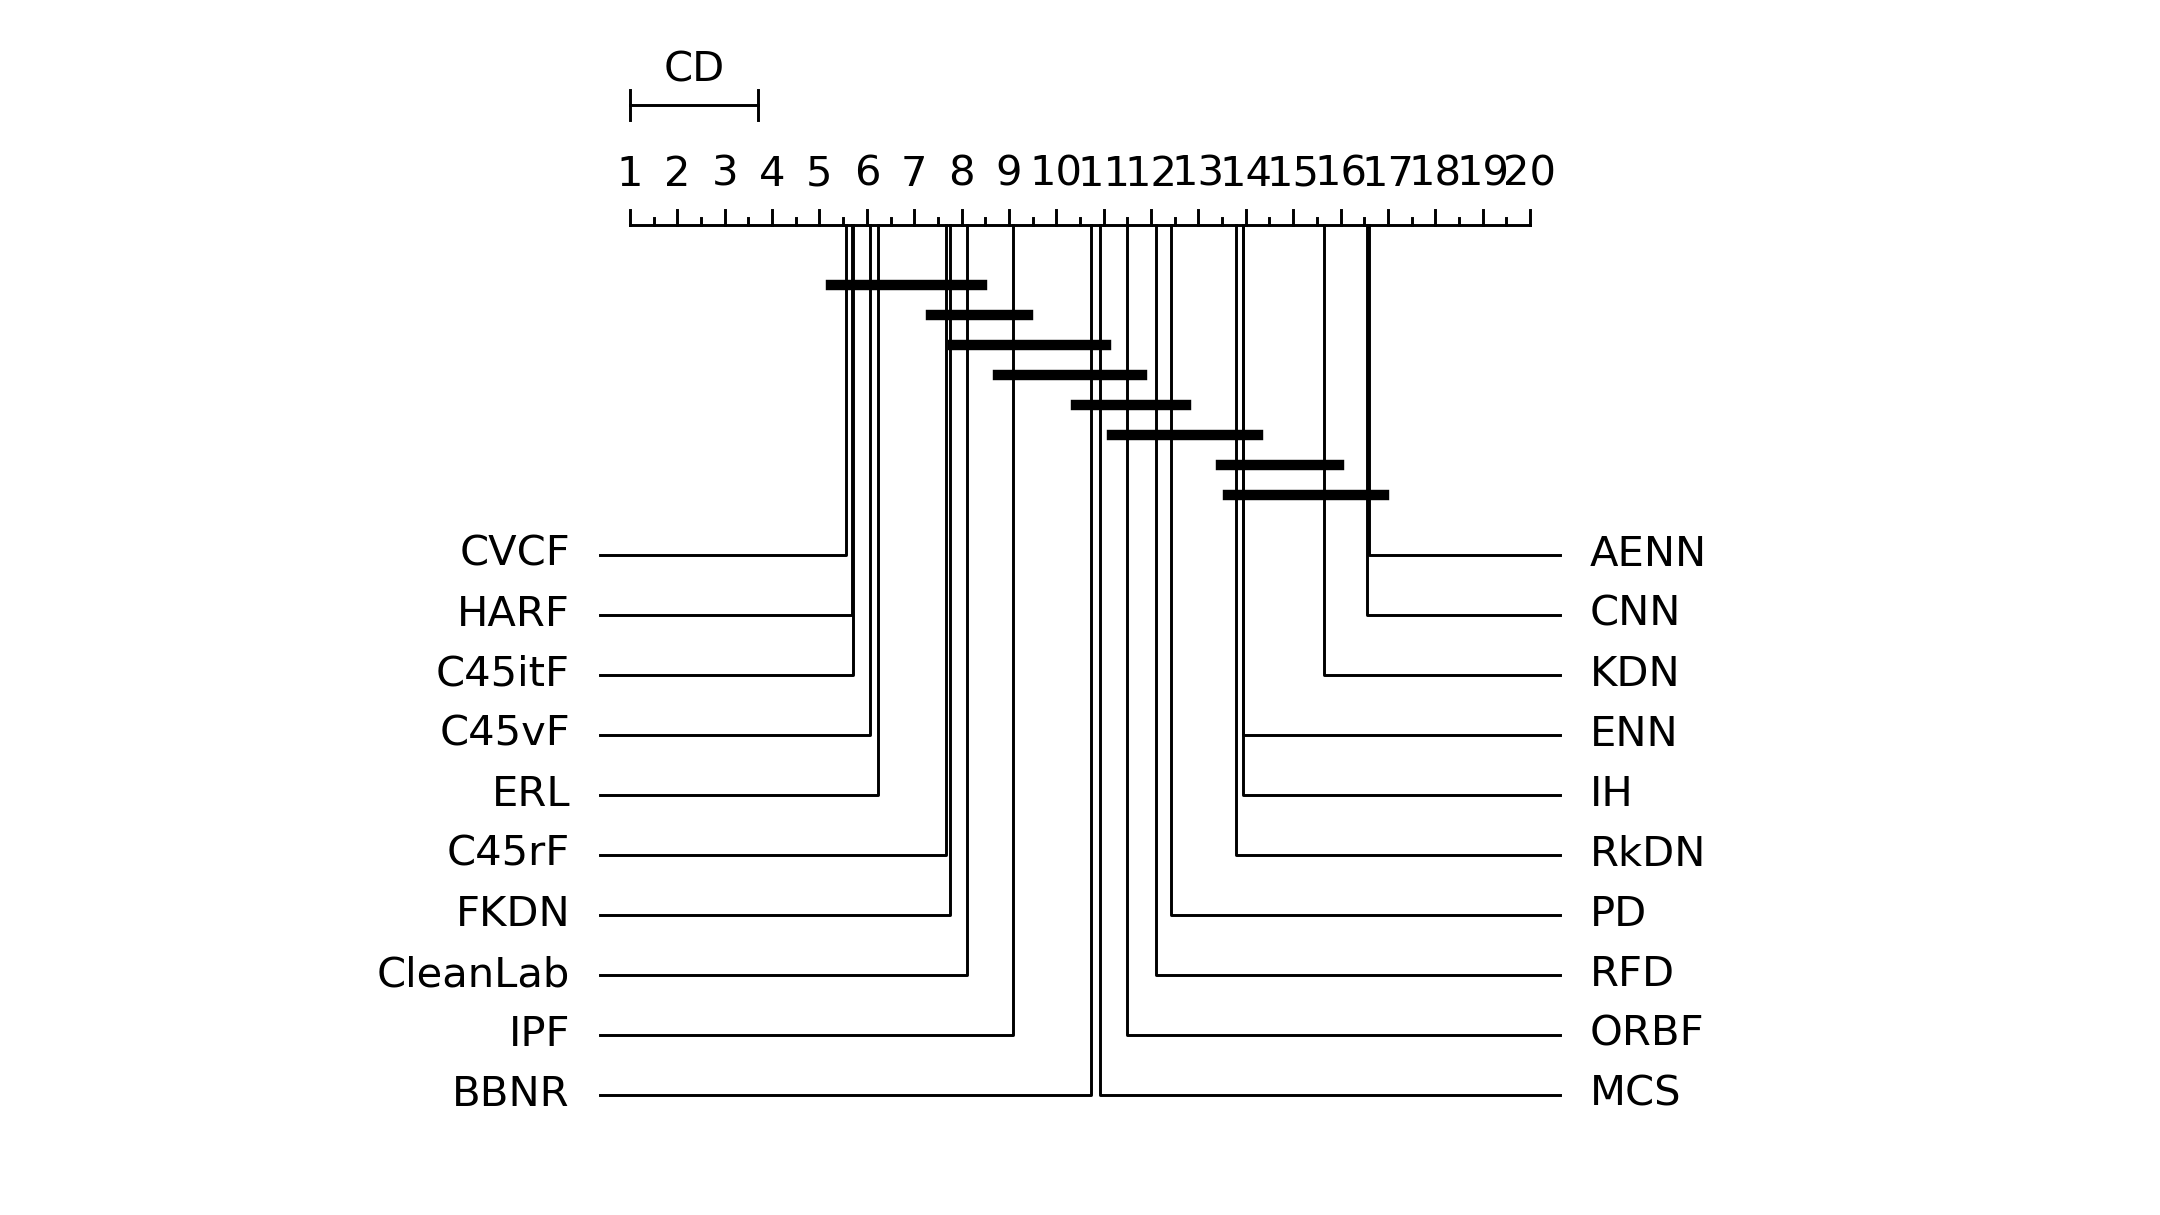 CD
1 2 3 4 5 6 7 8 9 10 11 12 13 14 15 16 17 18 19 20
CVCF
HARF
C45itF
C45vF
ERL
C45rF
FKDN
CleanLab
IPF
BBNR
AENN
CNN
KDN
ENN
IH
RkDN
PD
RFD
ORBF
MCS